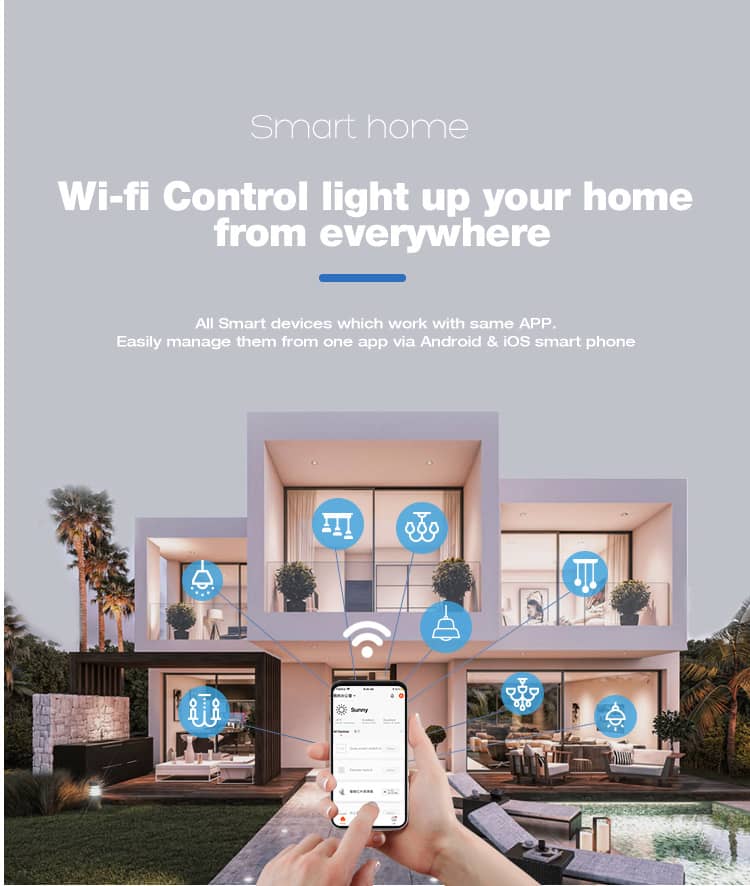 Smart home
Wi-fi Control light up your home
from everywhere
All Smart devices which work with same APP.
Easily manage them from one app via Android & iOS smart phone
Sunny